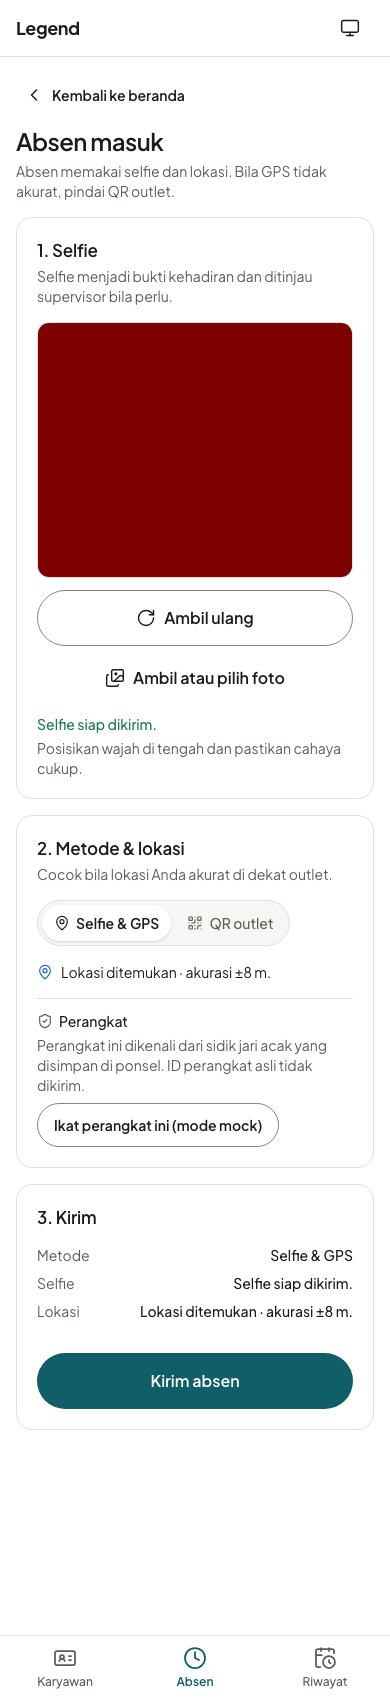 Legend
Kembali ke beranda
Absen masuk
Absen memakai selfie dan lokasi. Bila GPS tidak
akurat, pindai QR outlet.
1. Selfie
Selfie menjadi bukti kehadiran dan ditinjau
supervisor bila perlu.
Ambil ulang
Ambil atau pilih foto
Selfie siap dikirim.
Posisikan wajah di tengah dan pastikan cahaya
cukup.
2. Metode & lokasi
Cocok bila lokasi Anda akurat di dekat outlet.
Selfie & GPS
QR outlet
Lokasi ditemukan · akurasi ±8 m.
Perangkat
Perangkat ini dikenali dari sidik jari acak yang
disimpan di ponsel. ID perangkat asli tidak
dikirim.
Ikat perangkat ini (mode mock)
3. Kirim
Metode Selfie & GPS
Selfie Selfie siap dikirim.
Lokasi Lokasi ditemukan · akurasi ±8 m.
Kirim absen
Karyawan Absen Riwayat